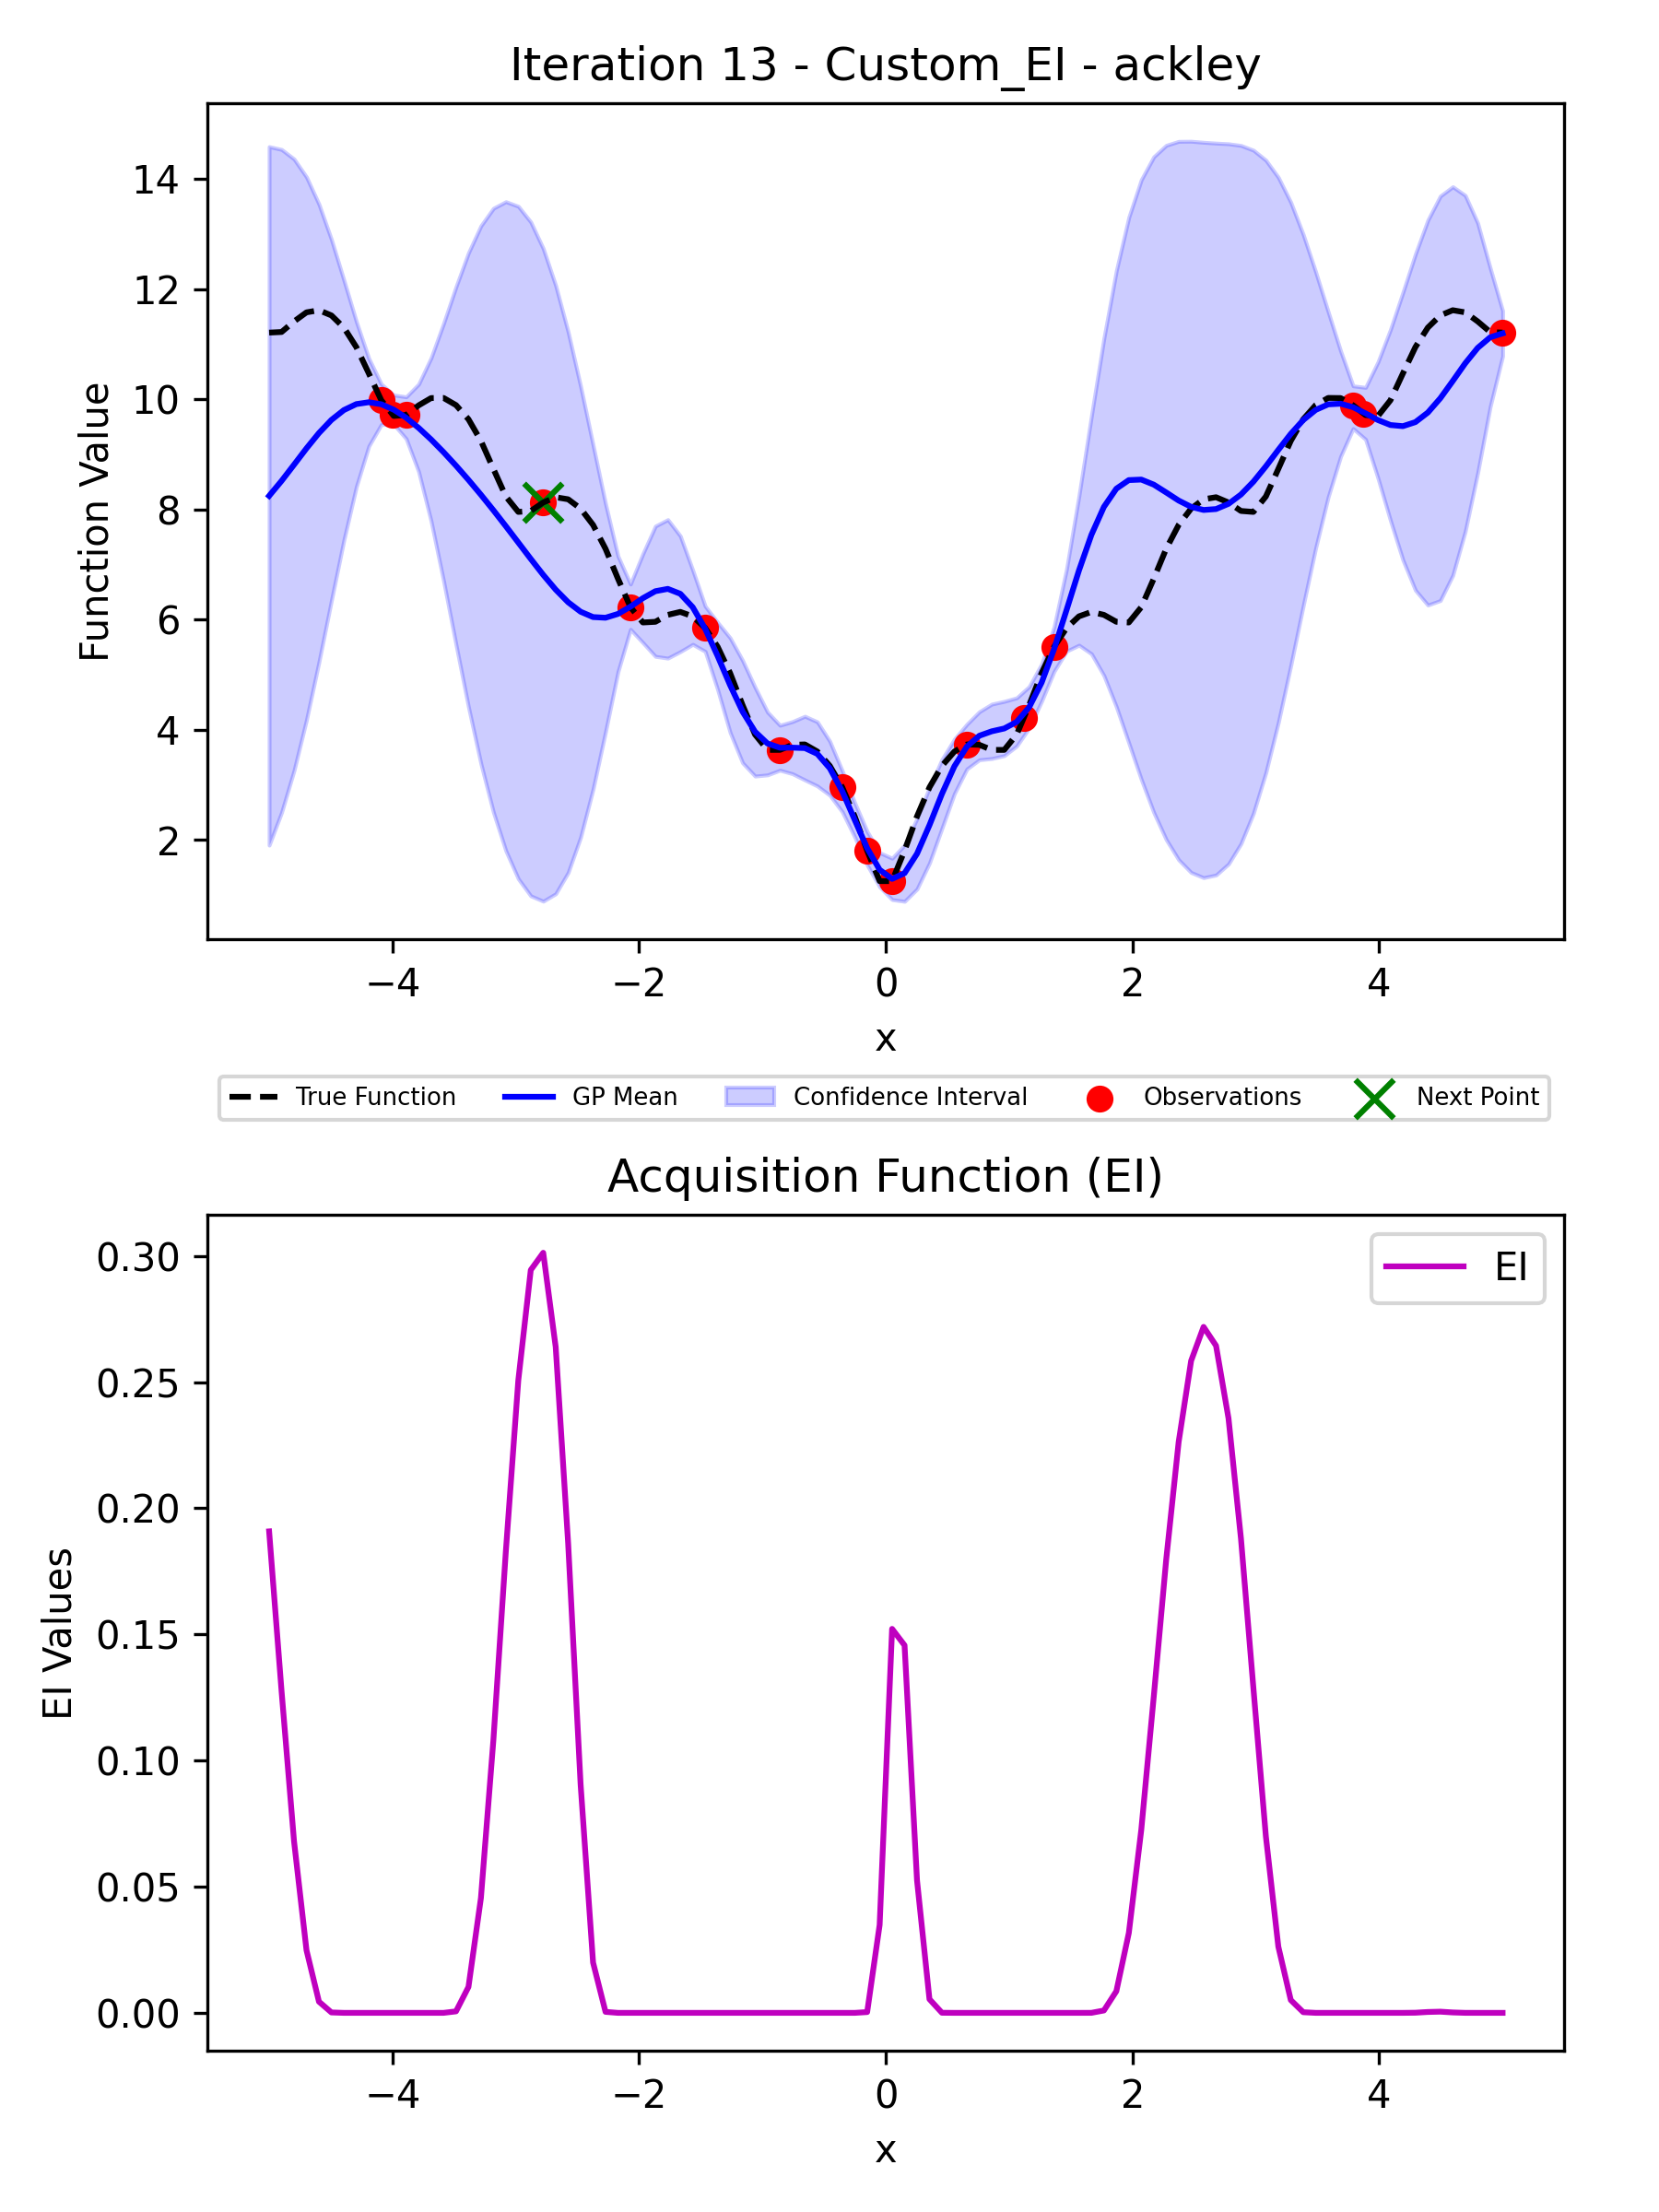 Iteration 13 - Custom_EI - ackley
Function Value
14
12
10
8
6
4
2
−4 −2 0 2 4
x
True Function GP Mean Confidence Interval Observations Next Point
Acquisition Function (EI)
EI
EI Values
0.30
0.25
0.20
0.15
0.10
0.05
0.00
−4 −2 0 2 4
x